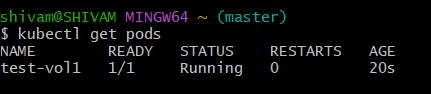 shivam@SHIVAM MINGW64 ~ (master)
$ kubectl get pods
NAME        READY   STATUS    RESTARTS   AGE
test-vol1   1/1     Running   0          20s